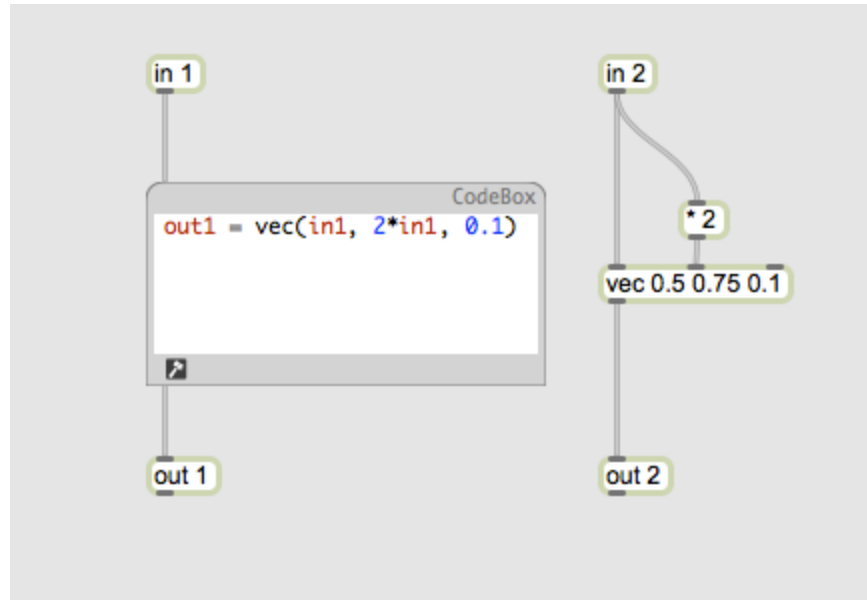 in 1
in 2
CodeBox
out1 = vec(in1, 2*in1, 0.1)
* 2
vec 0.5 0.75 0.1
out 1
out 2